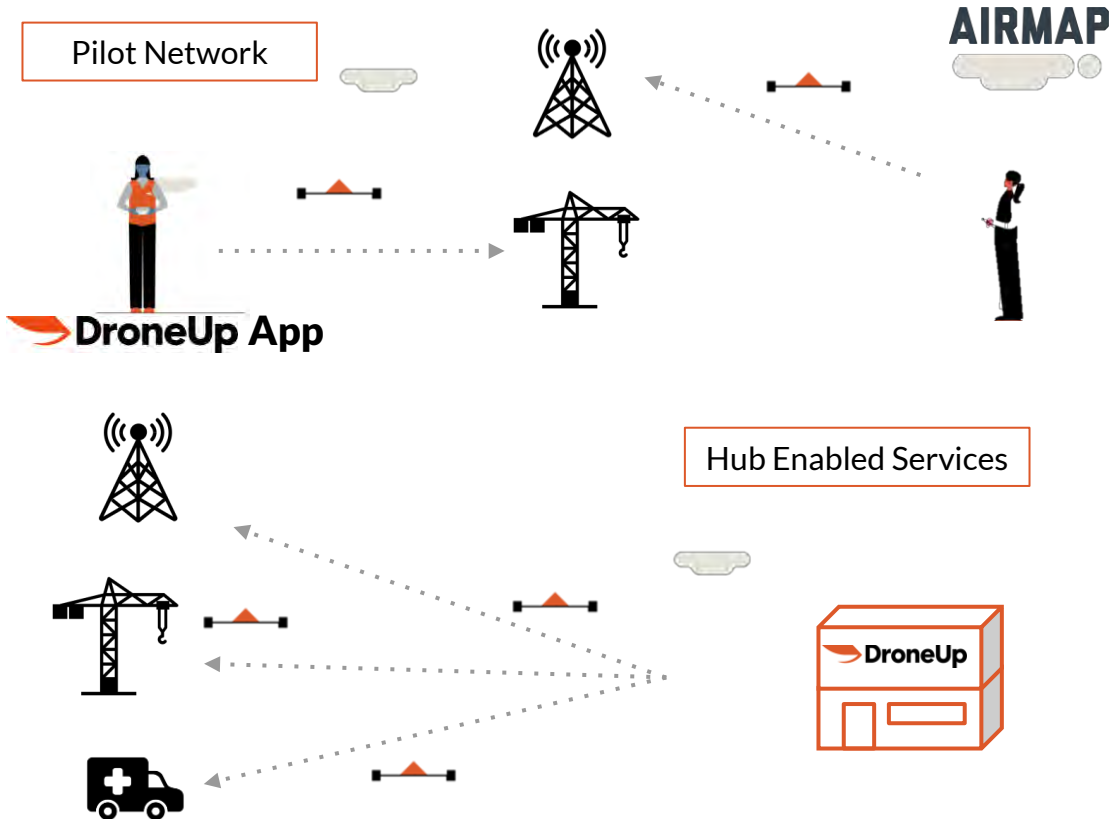 Pilot Network
AIRMAP
DroneUp App
Hub Enabled Services
DroneUp